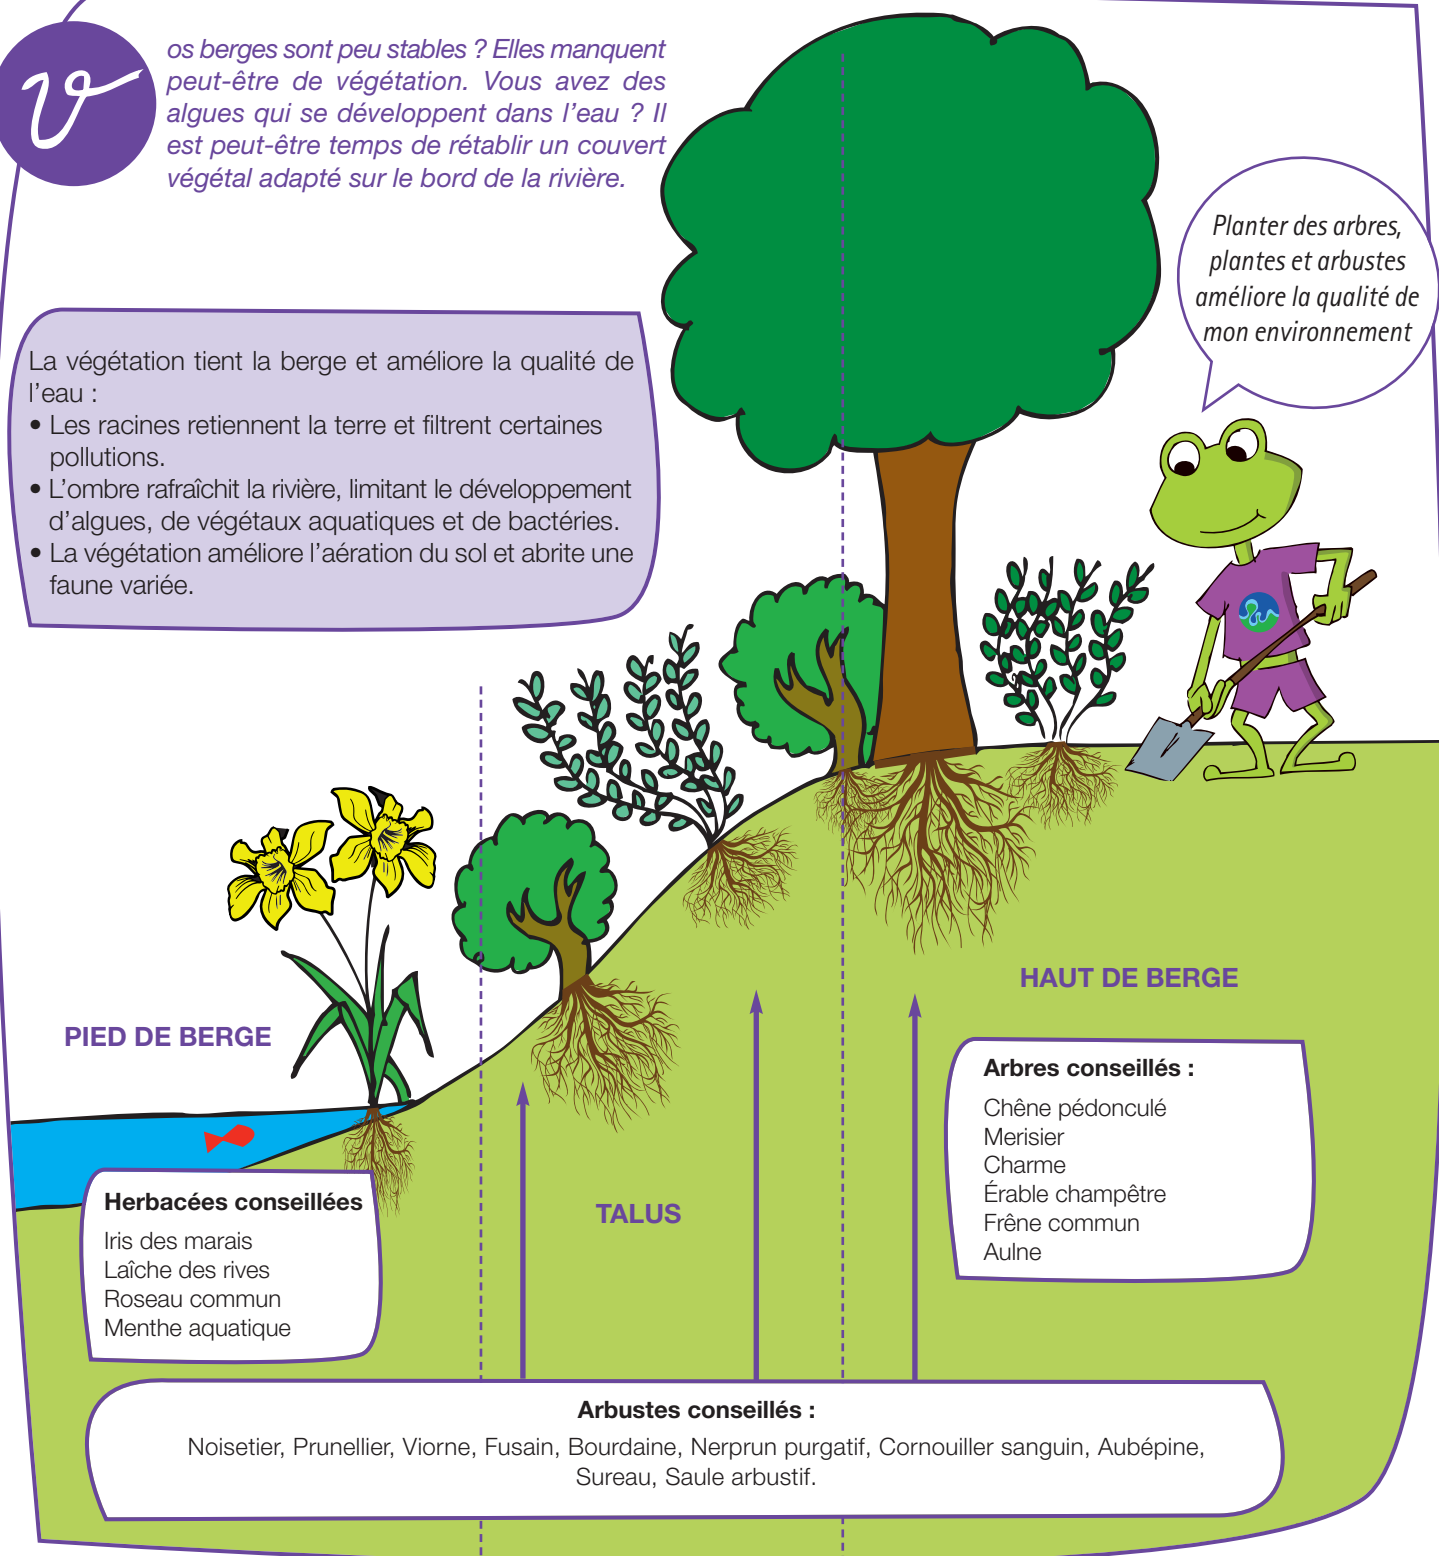 v
os berges sont peu stables ? Elles manquent
peut-être de végétation. Vous avez des
algues qui se développent dans l'eau ? Il
est peut-être temps de rétablir un couvert
végétal adapté sur le bord de la rivière.
Planter des arbres,
plantes et arbustes
améliore la qualité de
mon environnement
La végétation tient la berge et améliore la qualité de
l'eau :
• Les racines retiennent la terre et filtrent certaines
pollutions.
• L'ombre rafraîchit la rivière, limitant le développement
d'algues, de végétaux aquatiques et de bactéries.
• La végétation améliore l'aération du sol et abrite une
faune variée.
PIED DE BERGE
Herbacées conseillées
Iris des marais
Laîche des rives
Roseau commun
Menthe aquatique
TALUS
HAUT DE BERGE
Arbres conseillés :
Chêne pédonculé
Merisier
Charme
Érable champêtre
Frêne commun
Aulne
Arbustes conseillés :
Noisetier, Prunellier, Viorne, Fusain, Bourdaine, Nerprun purgatif, Cornouiller sanguin, Aubépine,
Sureau, Saule arbustif.